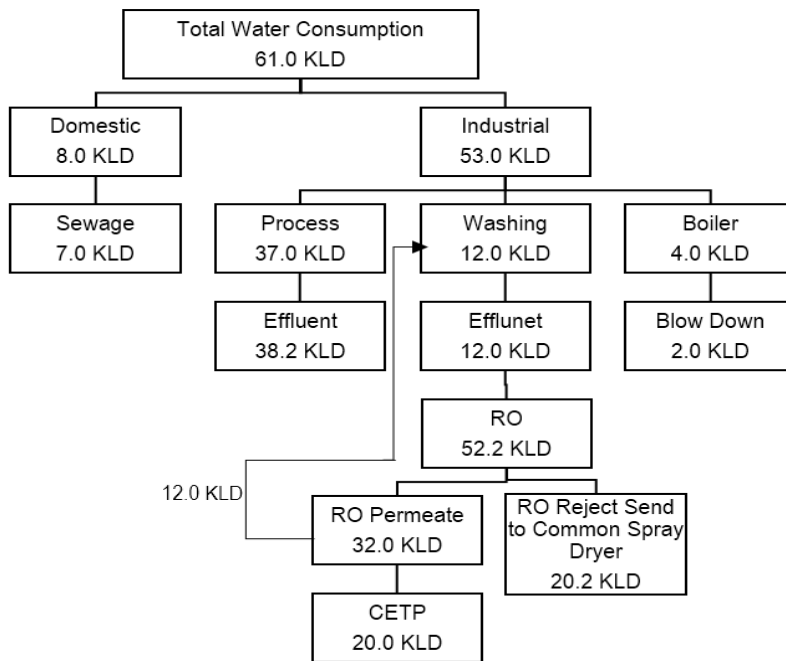 Total Water Consumption
61.0 KLD
Domestic
8.0 KLD
Industrial
53.0 KLD
Sewage
7.0 KLD
Process
37.0 KLD
Washing
12.0 KLD
Boiler
4.0 KLD
Effluent
38.2 KLD
Efflunet
12.0 KLD
Blow Down
2.0 KLD
RO
52.2 KLD
12.0 KLD
RO Permeate
32.0 KLD
RO Reject Send
to Common Spray
Dryer
20.2 KLD
CETP
20.0 KLD